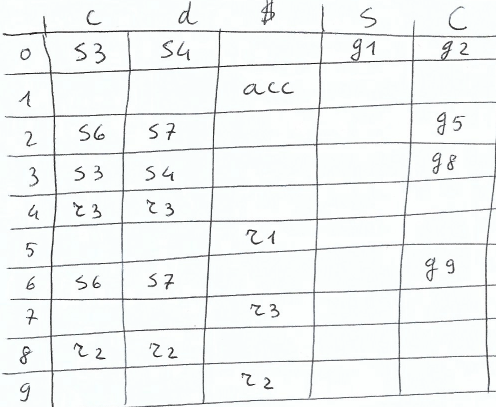 c d $ S C
0 s3 s4 g1 g2
1 acc
2 s6 s7 g5
3 s3 s4 g8
4 r3 r3
5 r1
6 s6 s7 g9
7 r3
8 r2 r2
9 r2